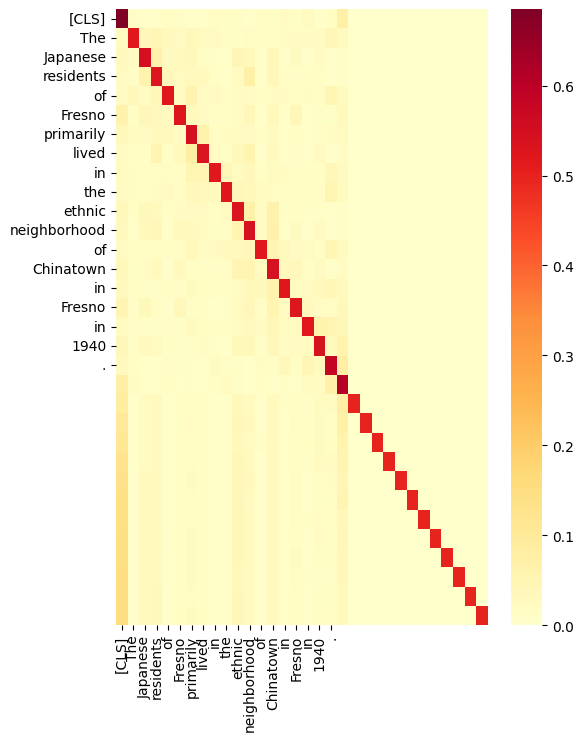 [CLS]
The
Japanese
residents
of
Fresno
primarily
lived
in
the
ethnic
neighborhood
of
Chinatown
in
Fresno
in
1940
.
0.6
0.5
0.4
0.3
0.2
0.1
0.0
[CLS]
The
Japanese
residents
of
Fresno
primarily
lived
in
the
ethnic
neighborhood
of
Chinatown
in
Fresno
in
1940
.